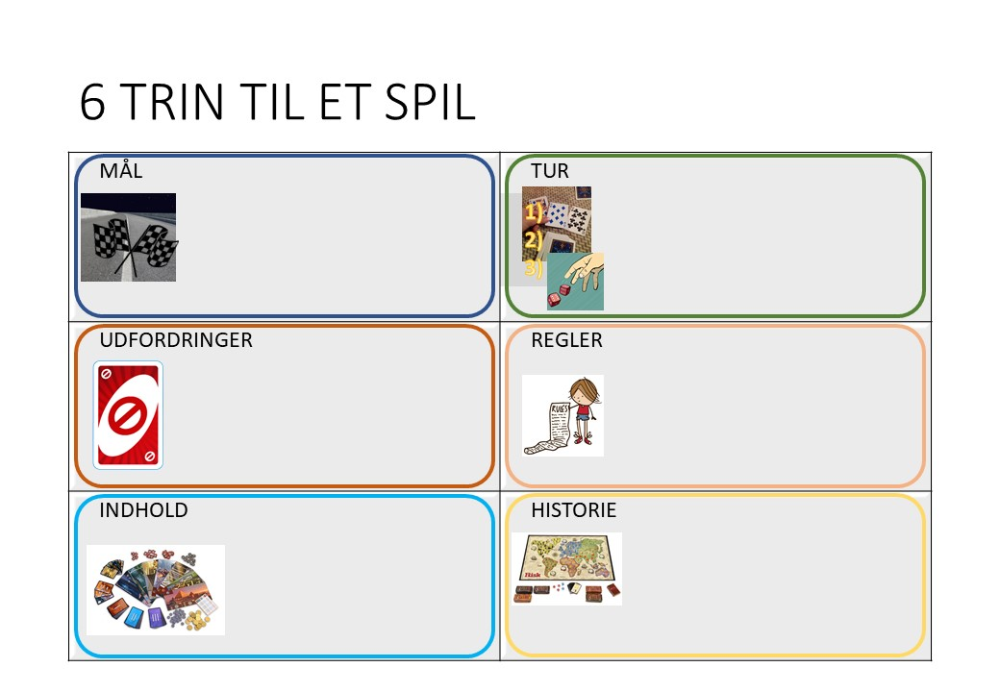 6 TRIN TIL ET SPIL
MÅL
TUR
1)
2)
3)
UDFORDRINGER
REGLER
RULES
INDHOLD
HISTORIE
Risk